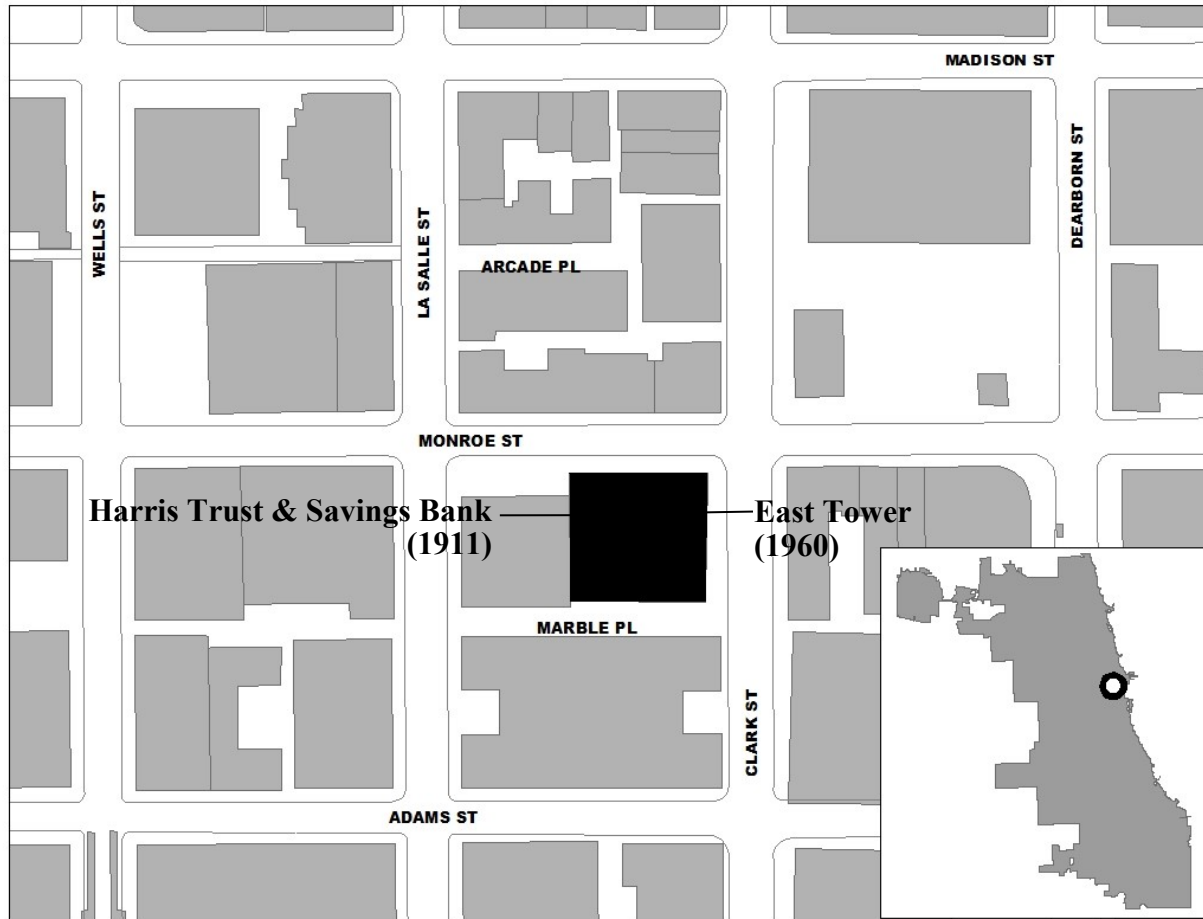 MADISON ST
WELLS ST
LA SALLE ST
DEARBORN ST
ARCADE PL
MONROE ST
Harris Trust & Savings Bank
(1911)
East Tower
(1960)
MARBLE PL
CLARK ST
ADAMS ST